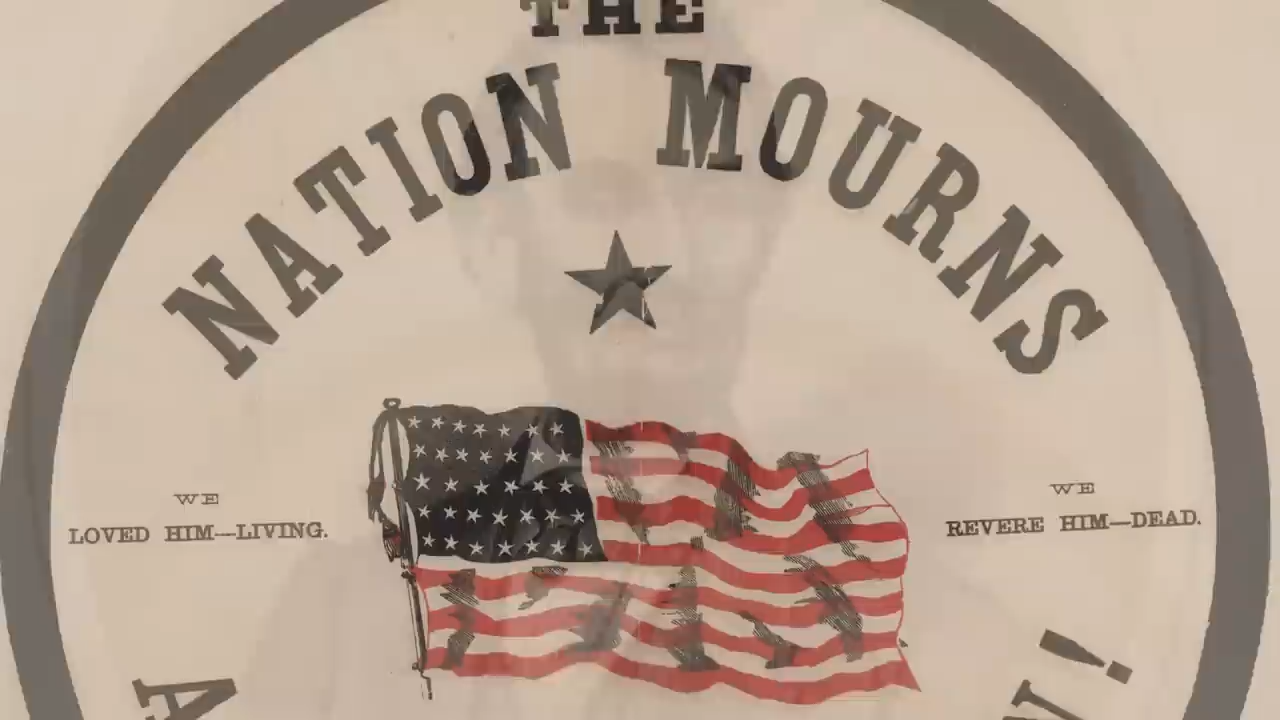 THE
NATION MOURNS
WE
LOVED HIM—LIVING.
WE
REVERE HIM—DEAD.